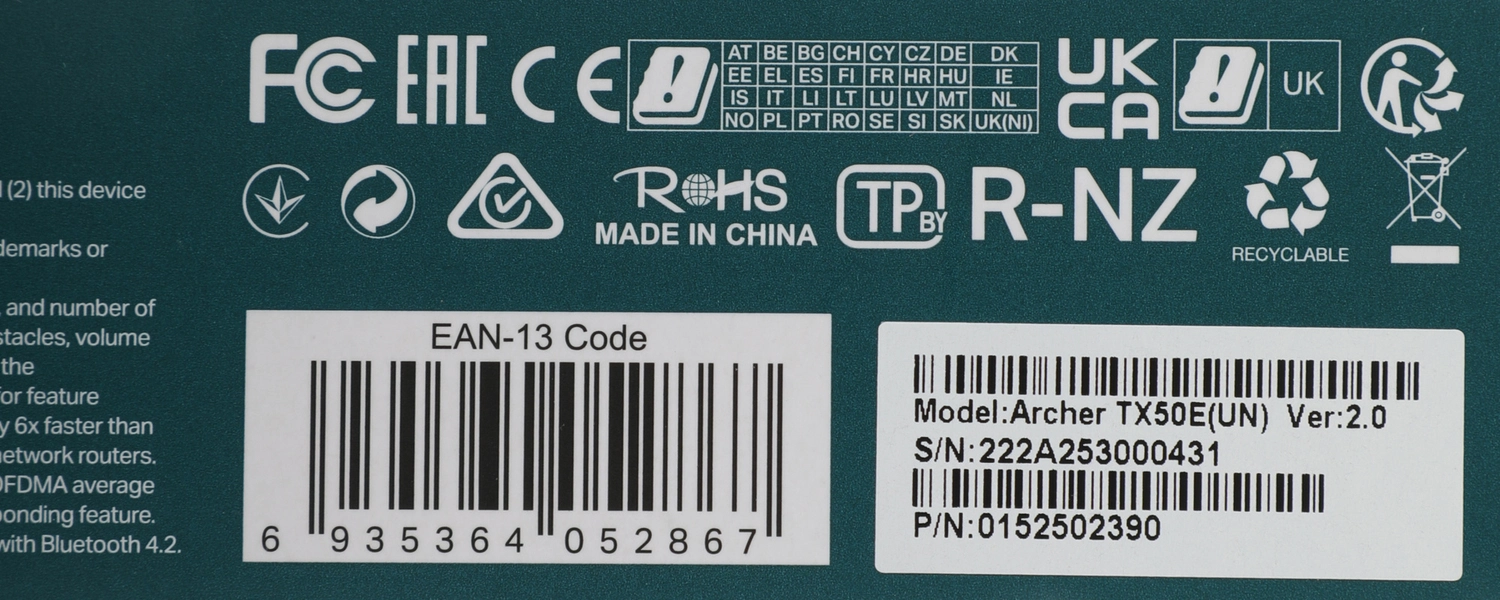 FC EAC CE
AT BE BG CH CY CZ DE DK
EE EL ES FI FR HR HU IE
IS IT LI LT LU LV MT NL
NO PL PT RO SE SI SK UK(NI)
UK
CA
UK
RoHS
MADE IN CHINA
TP BY
R-NZ
RECYCLABLE
(2) this device
demarks or
, and number of
stacles, volume
the
or feature
y 6x faster than
network routers.
OFDMA average
ponding feature.
with Bluetooth 4.2.
EAN-13 Code
6 935364 052867
Model:Archer TX50E(UN) Ver:2.0
S/N:222A253000431
P/N:0152502390